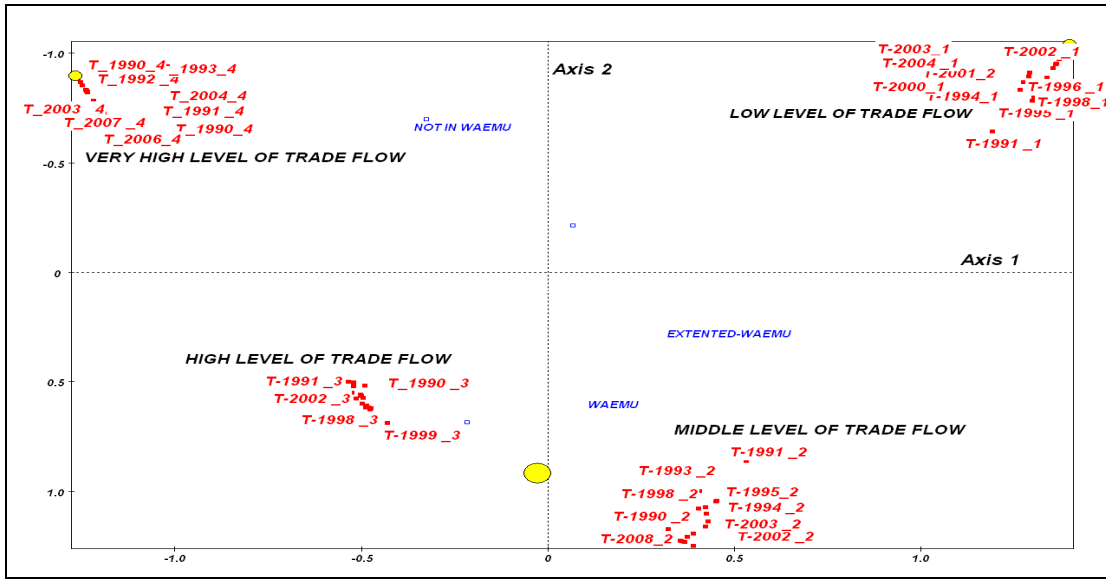 -1.0
T_1990_4
T_1993_4
T_1992_4
T_2004_4
T_2003_4
T_1991_4
T_2007_4
T_1990_4
T_2006_4
VERY HIGH LEVEL OF TRADE FLOW
Axis 2
NOT IN WAEMU
T-2003_1
T-2002_1
T-2004_1
T-2001_2
T-2000_1
T-1996_1
T-1994_1
T-1998_1
LOW LEVEL OF TRADE FLOW
T-1995_1
T-1991_1
-0.5
Axis 1
0
EXTENTED-WAEMU
HIGH LEVEL OF TRADE FLOW
0.5
T-1991_3
T_1990_3
T-2002_3
WAEMU
T-1998_3
T-1999_3
MIDDLE LEVEL OF TRADE FLOW
T-1991_2
T-1993_2
1.0
T-1998_2
T-1995_2
T-1994_2
T-1990_2
T-2003_2
T-2008_2
T-2002_2
-1.0
-0.5
0
0.5
1.0